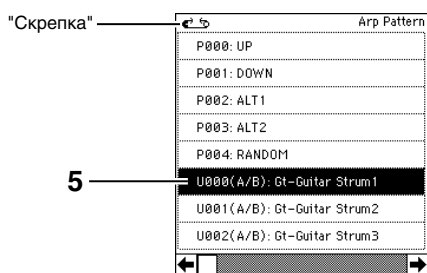 "Скрепка"
Arp Pattern
P000: UP
P001: DOWN
P002: ALT1
P003: ALT2
P004: RANDOM
5
U000(A/B): Gt-Guitar Strum1
U001(A/B): Gt-Guitar Strum2
U002(A/B): Gt-Guitar Strum3